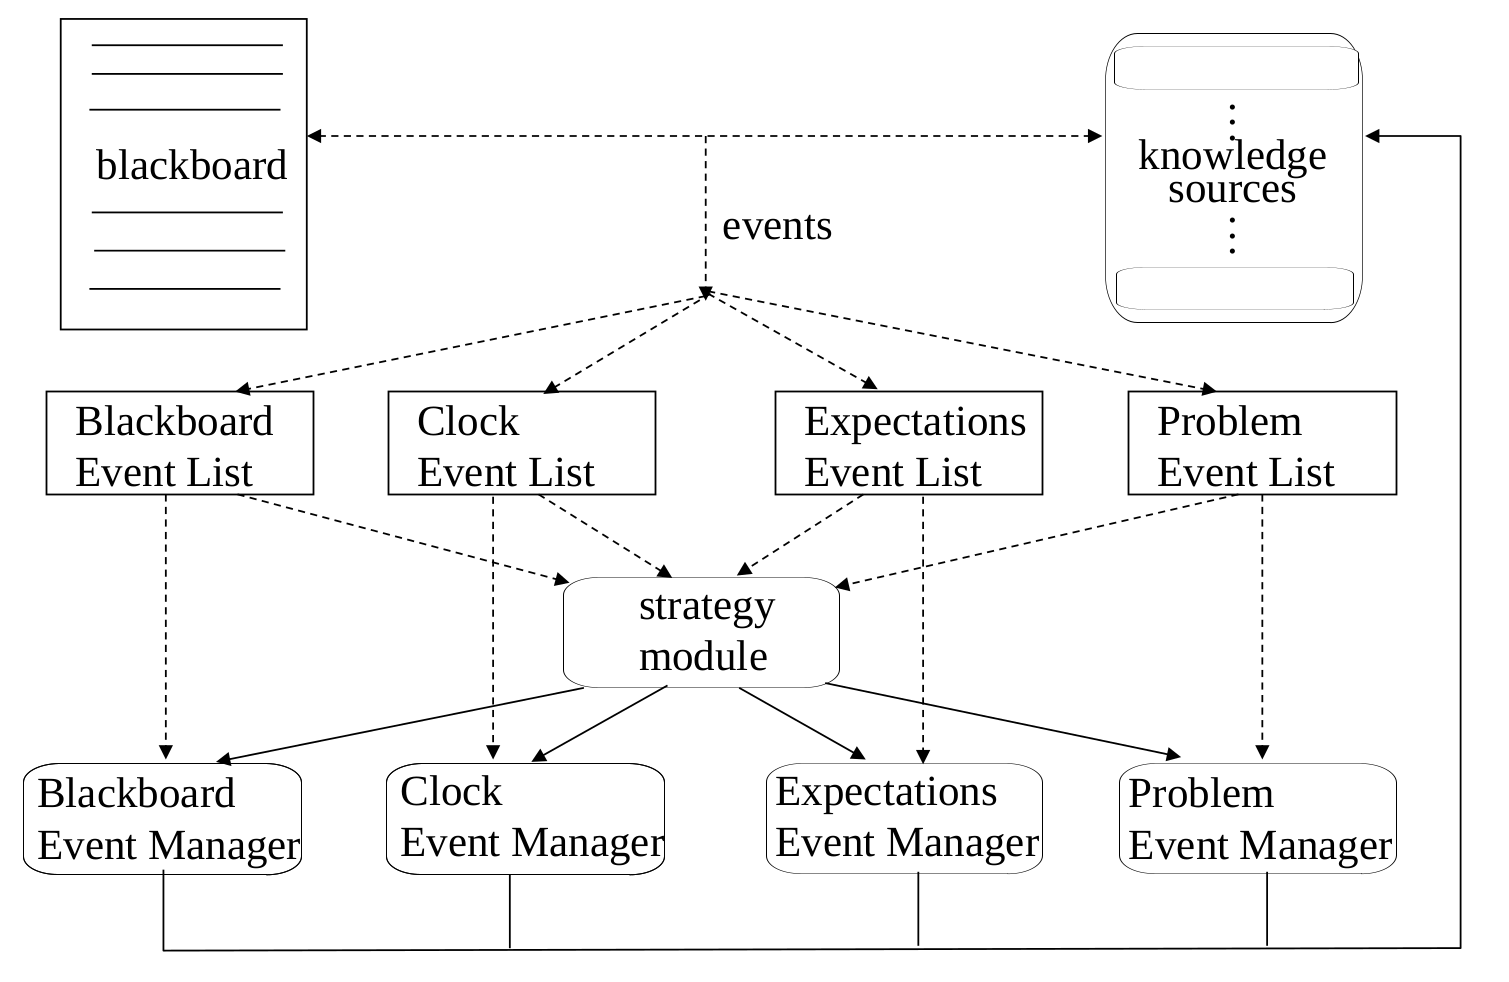 blackboard
knowledge
sources
events
Blackboard
Event List
Clock
Event List
Expectations
Event List
Problem
Event List
strategy
module
Blackboard
Event Manager
Clock
Event Manager
Expectations
Event Manager
Problem
Event Manager